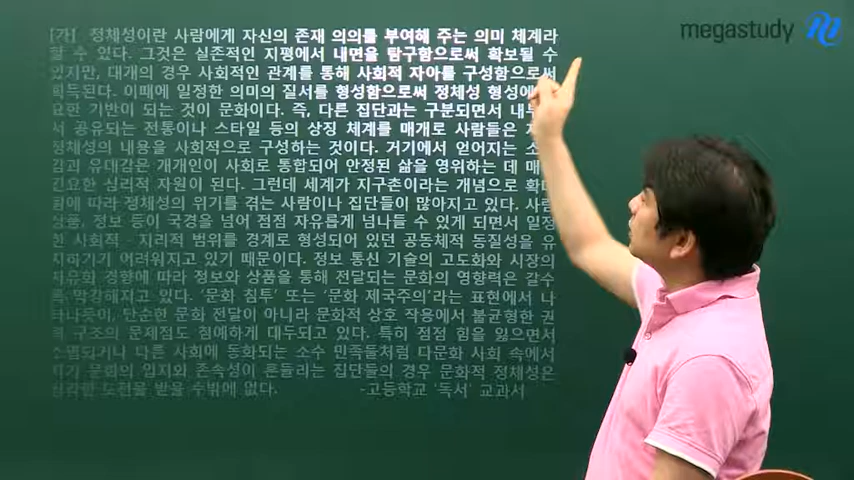 megastudy
[가] 정체성이란 사람에게 자신의 존재 의의를 부여해 주는 의미 체계라
할 수 있다. 그것은 실존적인 지평에서 내면을 탐구함으로써 확보될 수
있지만, 대개의 경우 사회적인 관계를 통해 사회적 자아를 구성함으로써
획득된다. 이때에 일정한 의미의 질서를 형성함으로써 정체성 형성에
요한 기반이 되는 것이 문화이다. 즉, 다른 집단과는 구분되면서 내부
서 공유되는 전통이나 스타일 등의 상징 체계를 매개로 사람들은
정체성의 내용을 사회적으로 구성하는 것이다. 거기에서 얻어지는 소
감과 유대감은 개개인이 사회로 통합되어 안정된 삶을 영위하는 데 매
긴요한 심리적 자원이 된다. 그런데 세계가 지구촌이라는 개념으로 확
함에 따라 정체성의 위기를 겪는 사람이나 집단들이 많아지고 있다. 사람
상품, 정보 등이 국경을 넘어 점점 자유롭게 넘나들 수 있게 되면서 일정
한 사회적·지리적 범위를 경계로 형성되어 있던 공동체적 동질성을 유
지하기가 어려워지고 있기 때문이다. 정보 통신 기술의 고도화와 시장의
자유화 경향에 따라 정보와 상품을 통해 전달되는 문화의 영향력은 갈수
록 막강해지고 있다. '문화 침투' 또는 '문화 제국주의'라는 표현에서 나
타나듯이, 단순한 문화 전달이 아니라 문화적 상호 작용에서 불균형한 권
력 구조의 문제점도 첨예하게 대두되고 있다. 특히 점점 힘을 잃으면서
소멸되거나 다른 사회에 동화되는 소수 민족들처럼 다문화 사회 속에서
자기 문화의 입지와 존속성이 흔들리는 집단들의 경우 문화적 정체성은
심각한 도전을 받을 수밖에 없다. -고등학교 '독서' 교과서